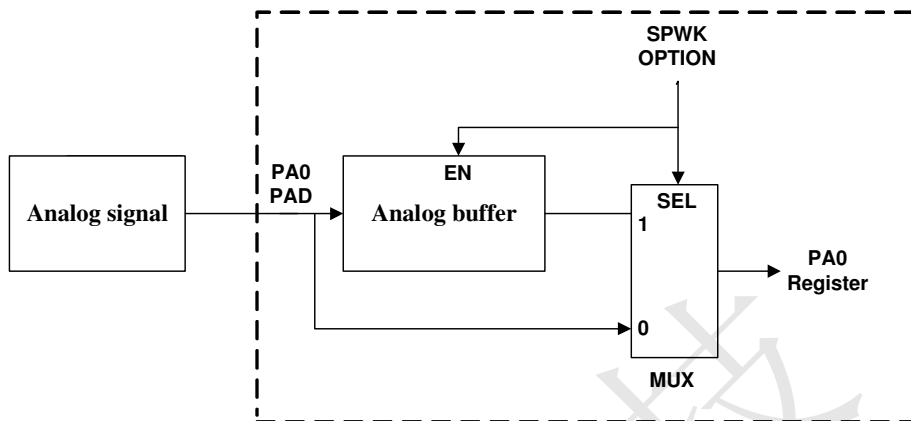 SPWK
OPTION
PA0
PAD
EN
Analog signal
Analog buffer
SEL
1
PA0
Register
0
MUX